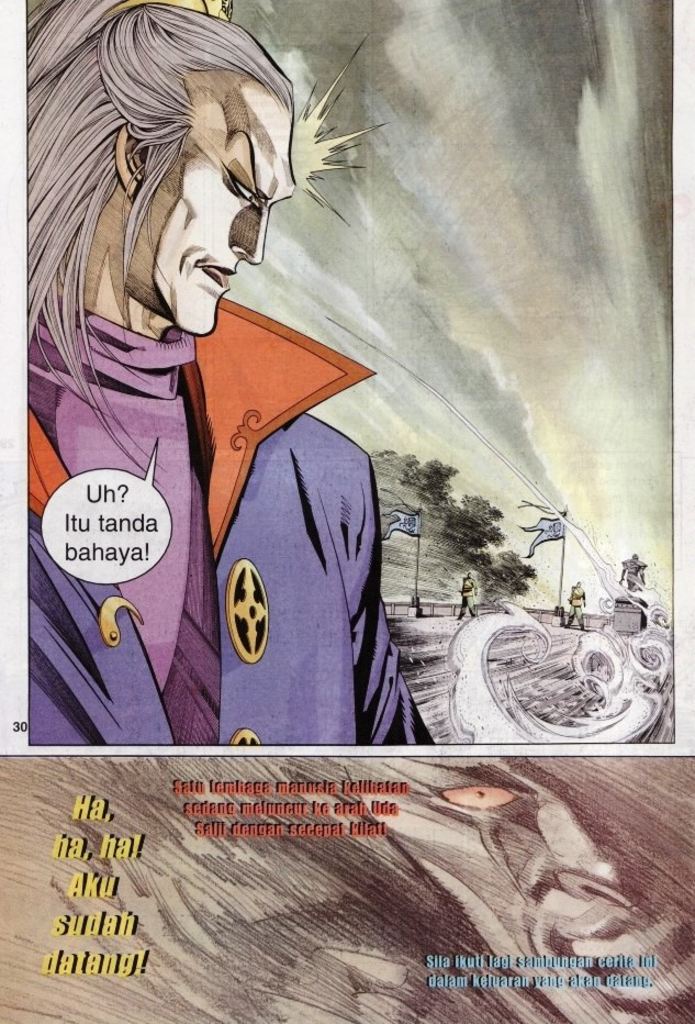 Uh?
Itu tanda
bahaya!
30
Satu lembaga manusia kelihatan
sedang meluncur ke arah Uda
Salji dengan secepat kilat!
Ha,
ha, ha!
Aku
sudah
datang!
Sila ikuti lagi sambungan cerita ini
dalam keluaran yang akan datang.